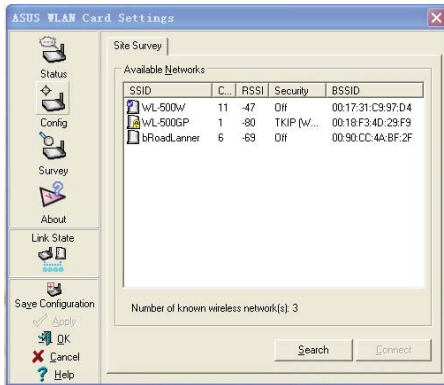 ASUS WLAN Card Settings
Status
Config
Survey
About
Link State
Save Configuration
Apply
OK
Cancel
Help
Site Survey
Available Networks
SSID C... RSSI Security BSSID
WL-500W 11 -47 Off 00:17:31:C9:97:D4
WL-500GP 1 -80 TKIP (W... 00:18:F3:4D:29:F9
bRoadLanner 6 -69 Off 00:90:CC:4A:BF:2F
Number of known wireless network(s): 3
Search Connect